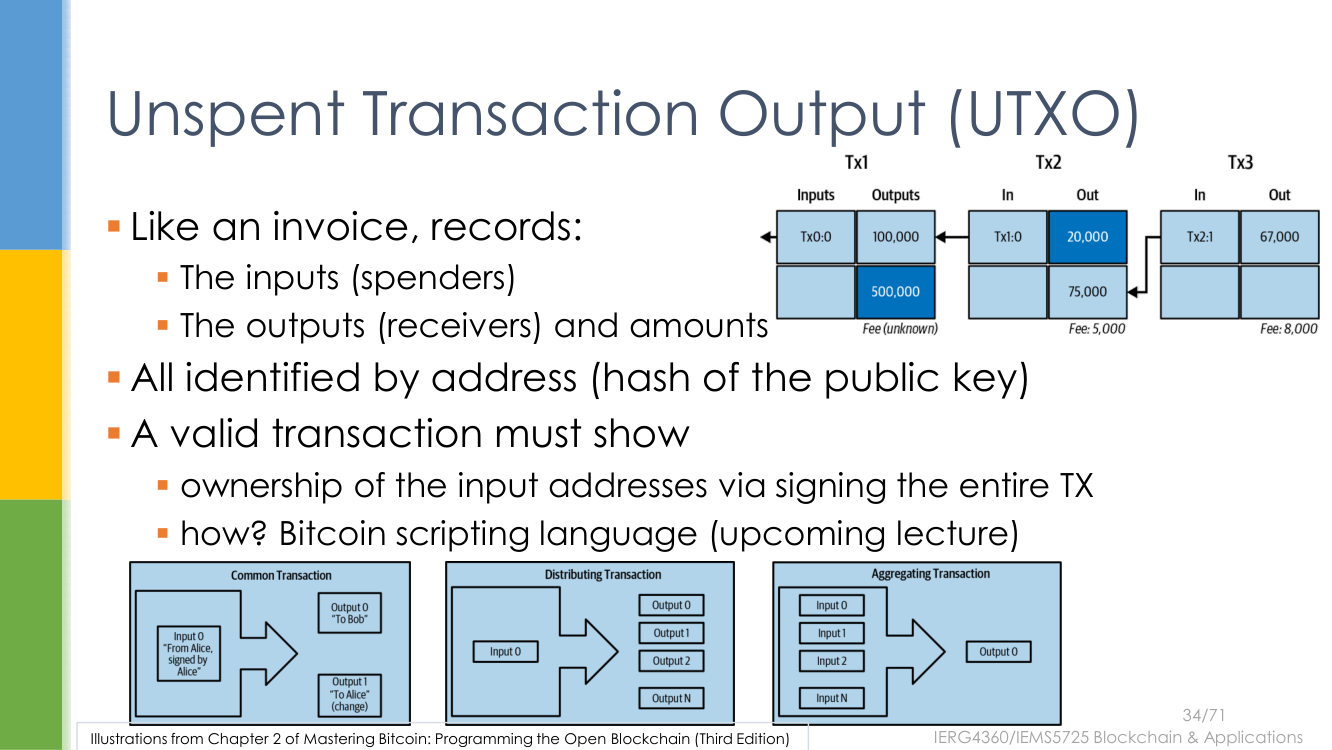 Unspent Transaction Output (UTXO)
Tx1 Tx2 Tx3
Inputs Outputs In Out In Out
Tx0:0 100,000 Tx1:0 20,000 Tx2:1 67,000
500,000 75,000
Fee (unknown) Fee: 5,000 Fee: 8,000
Like an invoice, records:
The inputs (spenders)
The outputs (receivers) and amounts
All identified by address (hash of the public key)
A valid transaction must show
ownership of the input addresses via signing the entire TX
how? Bitcoin scripting language (upcoming lecture)
Common Transaction
Input 0
"From Alice,
signed by
Alice"
Output 0
"To Bob"
Output 1
"To Alice"
(change)
Distributing Transaction
Input 0
Output 0
Output 1
Output 2
Output N
Aggregating Transaction
Input 0
Input 1
Input 2
Input N
Output 0
34/71
Illustrations from Chapter 2 of Mastering Bitcoin: Programming the Open Blockchain (Third Edition)
IERG4360/IEMS5725 Blockchain & Applications